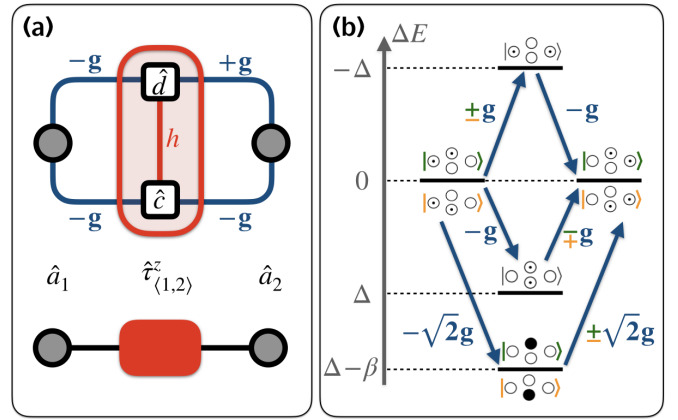 (a)
−g +g
d̂
h
ĉ
−g −g
â₁ τ̂ᶻ⟨1,2⟩ â₂
(b)
ΔE
−Δ
±g −g
0
−g ∓g
Δ
−√2g ±√2g
Δ−β